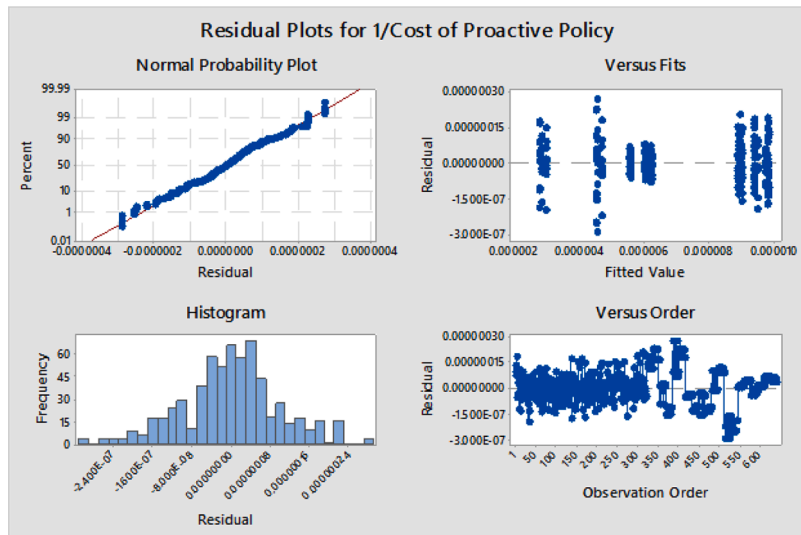 Residual Plots for 1/Cost of Proactive Policy
Normal Probability Plot
99.99
99
90
50
10
1
0.01
Percent
-0.0000004 -0.0000002 0.0000000 0.0000002 0.0000004
Residual
Versus Fits
0.00000030
0.00000015
0.00000000
-1.500E-07
-3.000E-07
Residual
0.000002 0.000004 0.000006 0.000008 0.000010
Fitted Value
Histogram
60
45
30
15
0
Frequency
-2.400E-07 -1.600E-07 -8.000E-08 0.00000000 0.00000008 0.00000016 0.00000024
Residual
Versus Order
0.00000030
0.00000015
0.00000000
-1.500E-07
-3.000E-07
Residual
1 50 100 150 200 250 300 350 400 450 500 550 600
Observation Order